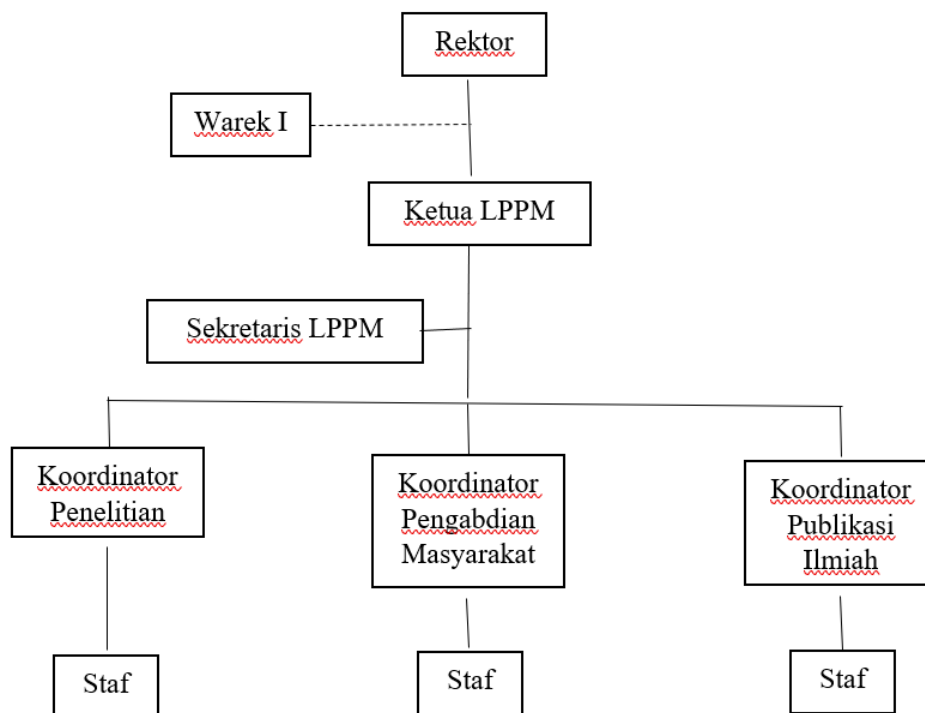 Rektor
Warek I
Ketua LPPM
Sekretaris LPPM
Koordinator
Penelitian
Koordinator
Pengabdian
Masyarakat
Koordinator
Publikasi
Ilmiah
Staf
Staf
Staf